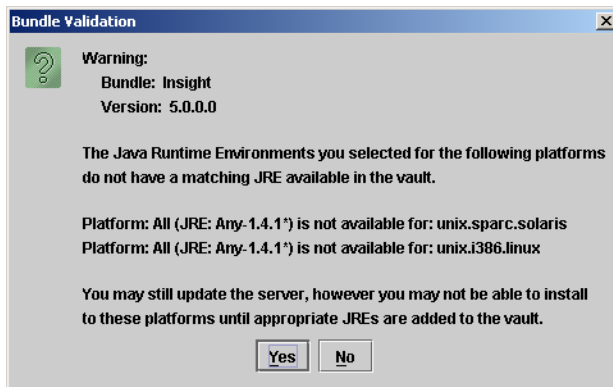 Bundle Validation
Warning:
Bundle: Insight
Version: 5.0.0.0
The Java Runtime Environments you selected for the following platforms
do not have a matching JRE available in the vault.
Platform: All (JRE: Any-1.4.1*) is not available for: unix.sparc.solaris
Platform: All (JRE: Any-1.4.1*) is not available for: unix.i386.linux
You may still update the server, however you may not be able to install
to these platforms until appropriate JREs are added to the vault.
Yes No